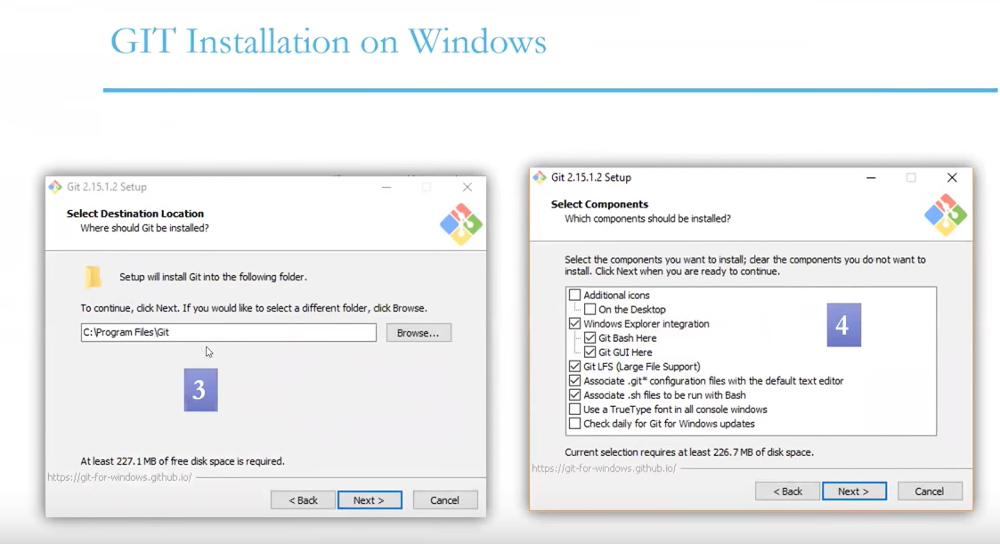 GIT Installation on Windows
Git 2.15.1.2 Setup
Select Destination Location
Where should Git be installed?
Setup will install Git into the following folder.
To continue, click Next. If you would like to select a different folder, click Browse.
C:\Program Files\Git
Browse...
3
At least 227.1 MB of free disk space is required.
https://git-for-windows.github.io/
< Back
Next >
Cancel
Git 2.15.1.2 Setup
Select Components
Which components should be installed?
Select the components you want to install; clear the components you do not want to
install. Click Next when you are ready to continue.
Additional icons
On the Desktop
Windows Explorer integration
Git Bash Here
Git GUI Here
Git LFS (Large File Support)
Associate .git* configuration files with the default text editor
Associate .sh files to be run with Bash
Use a TrueType font in all console windows
Check daily for Git for Windows updates
4
Current selection requires at least 226.7 MB of disk space.
https://git-for-windows.github.io/
< Back
Next >
Cancel